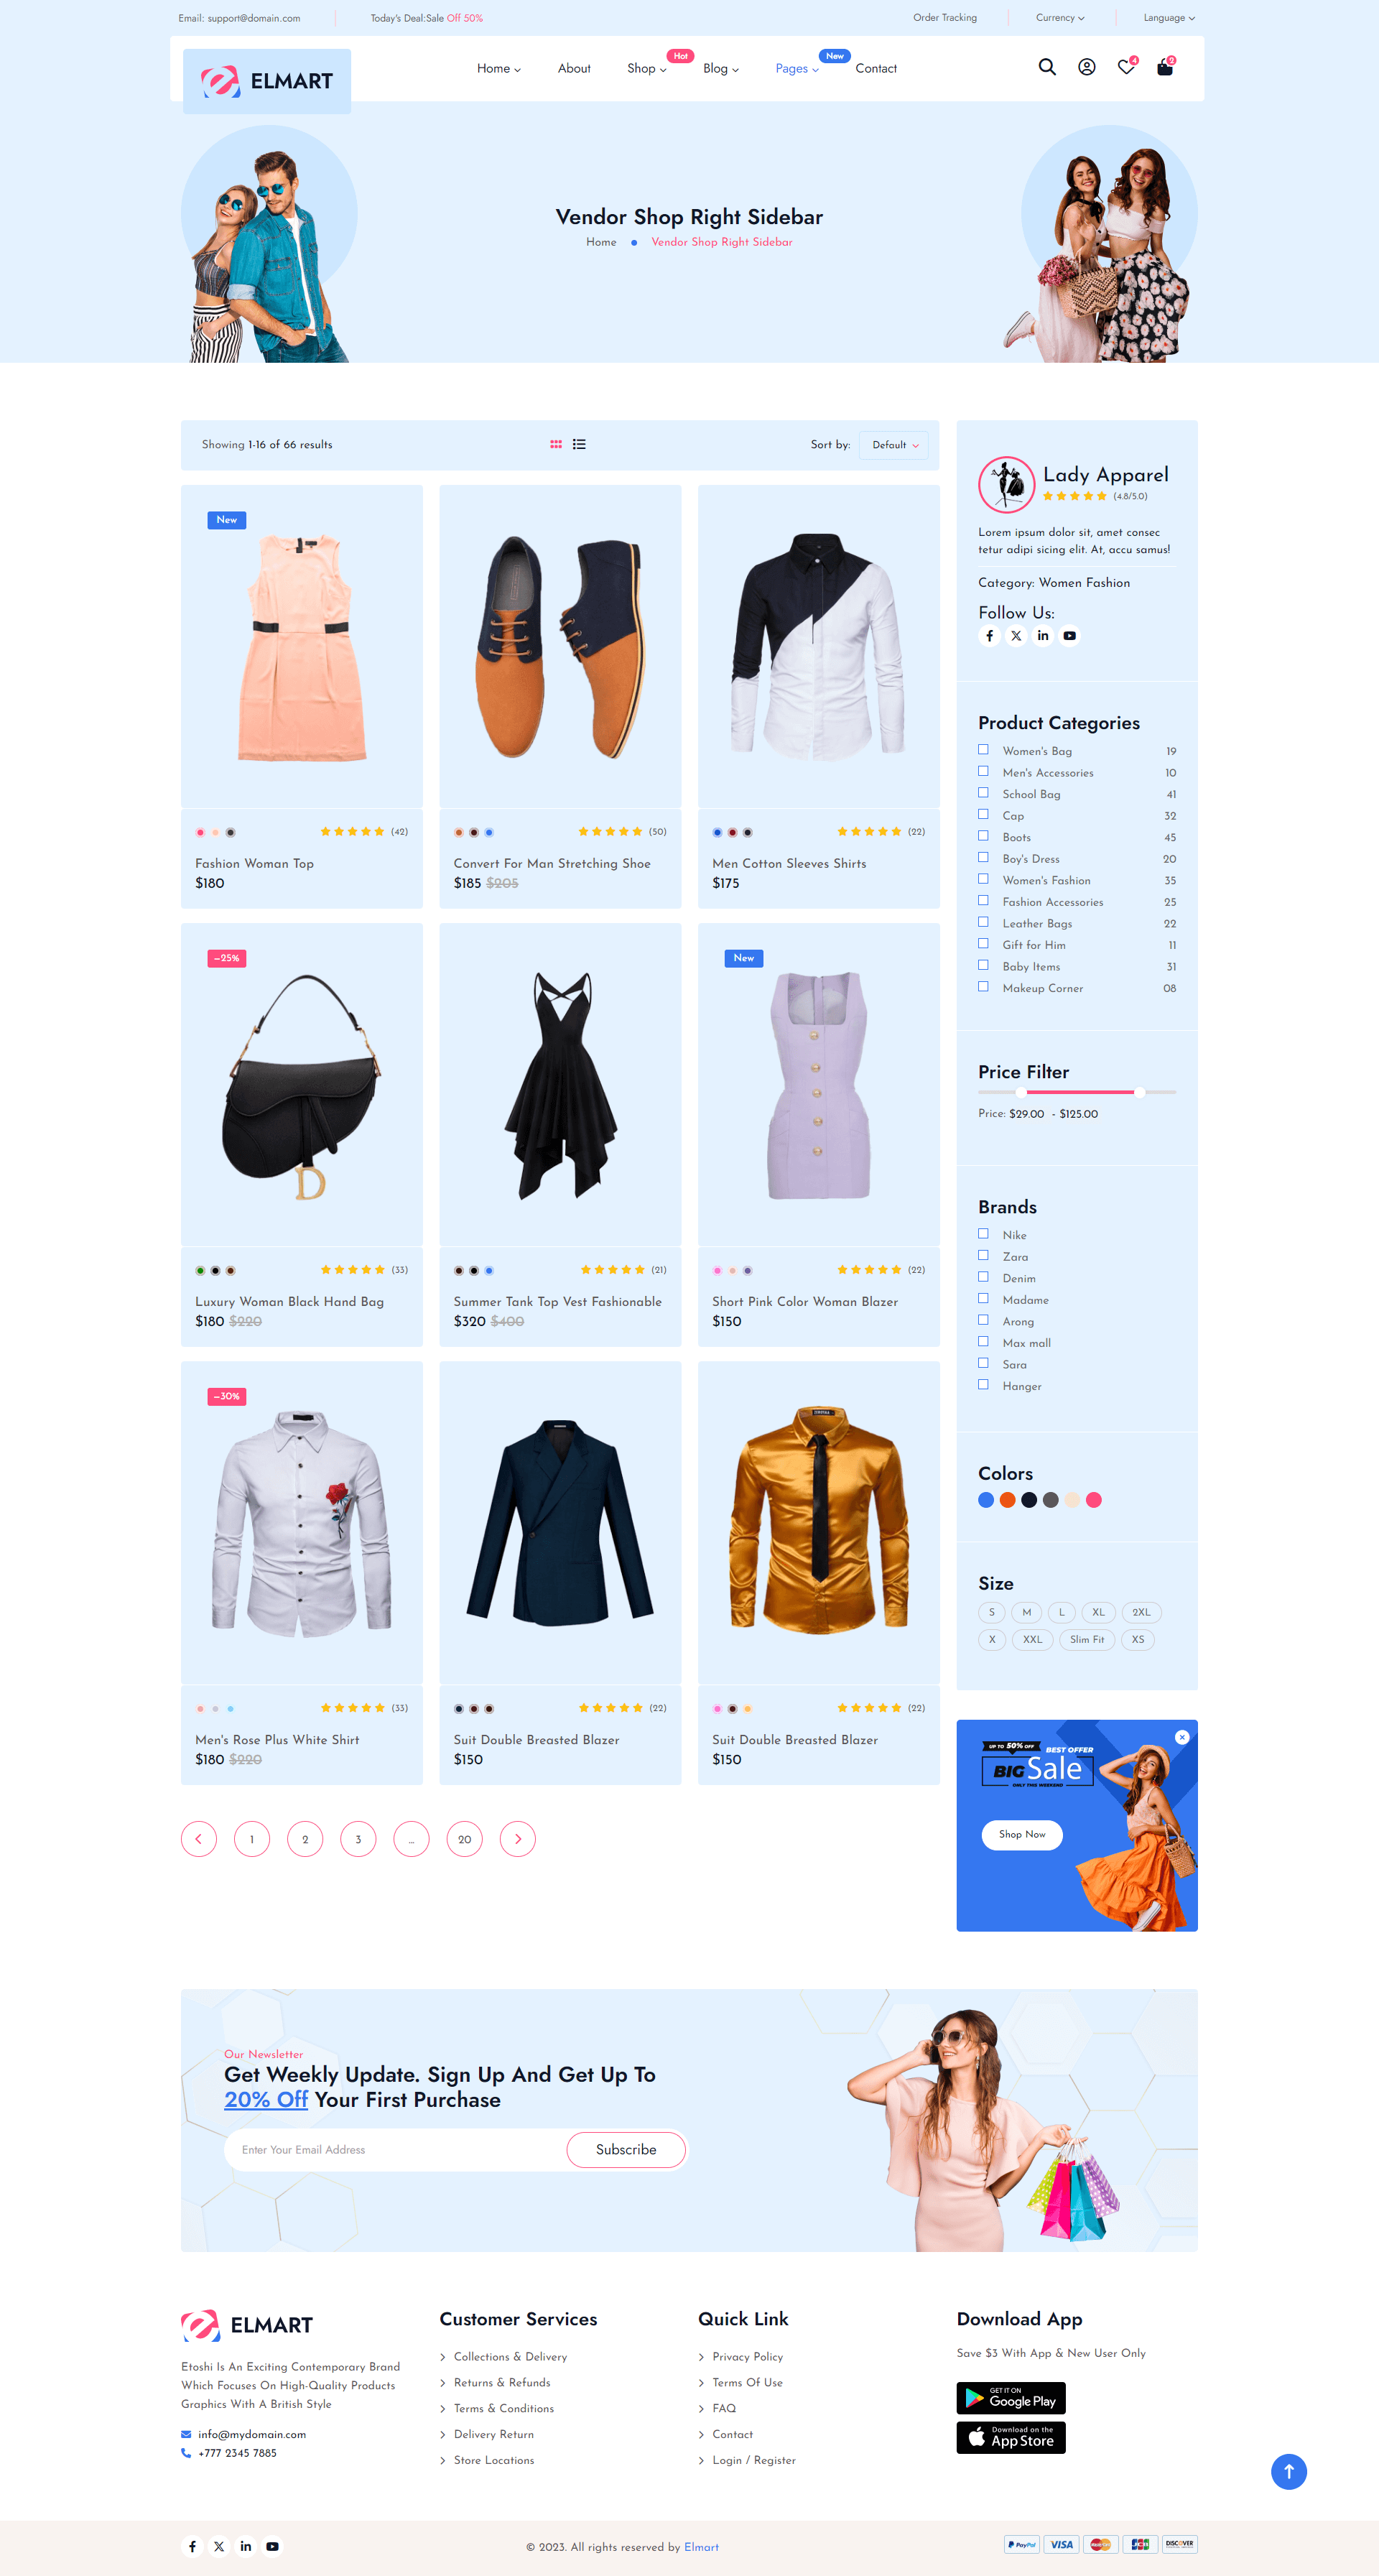 Email: support@domain.com
Today's Deal:Sale Off 50%
Order Tracking
Currency
Language
ELMART
Home
About
Shop
Hot
Blog
Pages
New
Contact
4
2
Vendor Shop Right Sidebar
Home
Vendor Shop Right Sidebar
Showing 1-16 of 66 results
Sort by:
Default
New
(42)
Fashion Woman Top
$180
(50)
Convert For Man Stretching Shoe
$185 $205
(22)
Men Cotton Sleeves Shirts
$175
-25%
(33)
Luxury Woman Black Hand Bag
$180 $220
(21)
Summer Tank Top Vest Fashionable
$320 $400
New
(22)
Short Pink Color Woman Blazer
$150
-30%
(33)
Men's Rose Plus White Shirt
$180 $220
(22)
Suit Double Breasted Blazer
$150
(22)
Suit Double Breasted Blazer
$150
1
2
3
...
20
Lady Apparel
(4.8/5.0)
Lorem ipsum dolor sit, amet consec
tetur adipi sicing elit. At, accu samus!
Category: Women Fashion
Follow Us:
Product Categories
Women's Bag 19
Men's Accessories 10
School Bag 41
Cap 32
Boots 45
Boy's Dress 20
Women's Fashion 35
Fashion Accessories 25
Leather Bags 22
Gift for Him 11
Baby Items 31
Makeup Corner 08
Price Filter
Price: $29.00 - $125.00
Brands
Nike
Zara
Denim
Madame
Arong
Max mall
Sara
Hanger
Colors
Size
S
M
L
XL
2XL
X
XXL
Slim Fit
XS
UP TO 50% OFF
BEST OFFER
BIG Sale
ONLY THIS WEEKEND
Shop Now
Our Newsletter
Get Weekly Update. Sign Up And Get Up To
20% Off Your First Purchase
Enter Your Email Address
Subscribe
ELMART
Etoshi Is An Exciting Contemporary Brand
Which Focuses On High-Quality Products
Graphics With A British Style
info@mydomain.com
+777 2345 7885
Customer Services
Collections & Delivery
Returns & Refunds
Terms & Conditions
Delivery Return
Store Locations
Quick Link
Privacy Policy
Terms Of Use
FAQ
Contact
Login / Register
Download App
Save $3 With App & New User Only
GET IT ON
Google Play
Download on the
App Store
© 2023. All rights reserved by Elmart
PayPal
VISA
MasterCard
JCB
DISCOVER